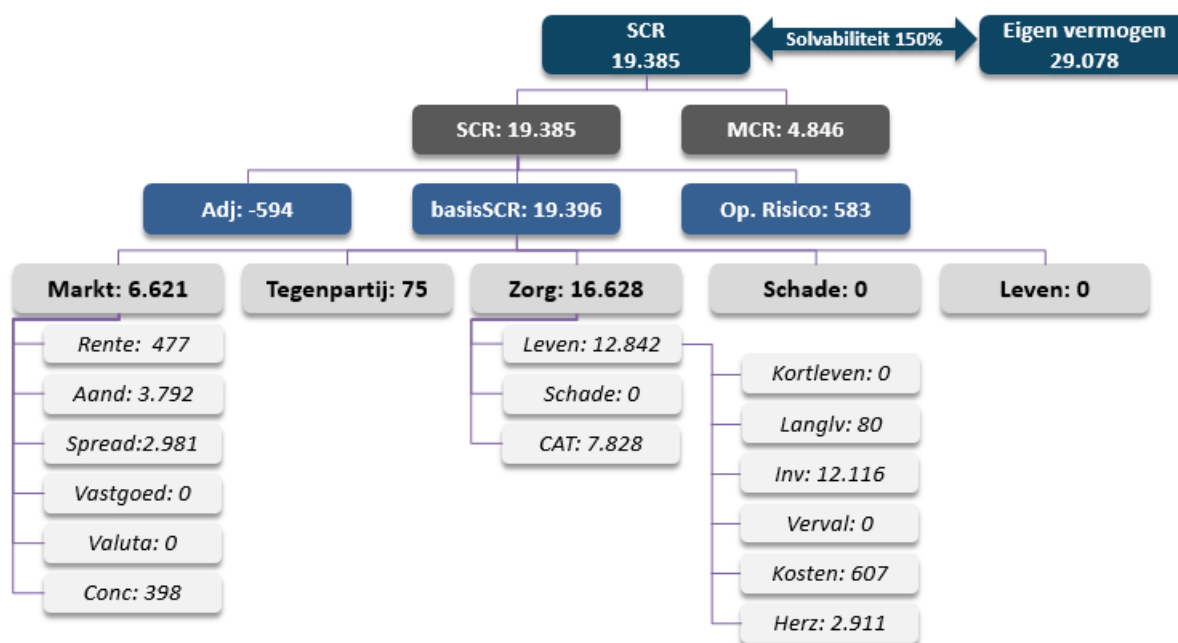 SCR
19.385
Solvabiliteit 150%
Eigen vermogen
29.078
SCR: 19.385
MCR: 4.846
Adj: -594
basisSCR: 19.396
Op. Risico: 583
Markt: 6.621
Tegenpartij: 75
Zorg: 16.628
Schade: 0
Leven: 0
Rente: 477
Aand: 3.792
Spread:2.981
Vastgoed: 0
Valuta: 0
Conc: 398
Leven: 12.842
Schade: 0
CAT: 7.828
Kortleven: 0
Langlv: 80
Inv: 12.116
Verval: 0
Kosten: 607
Herz: 2.911